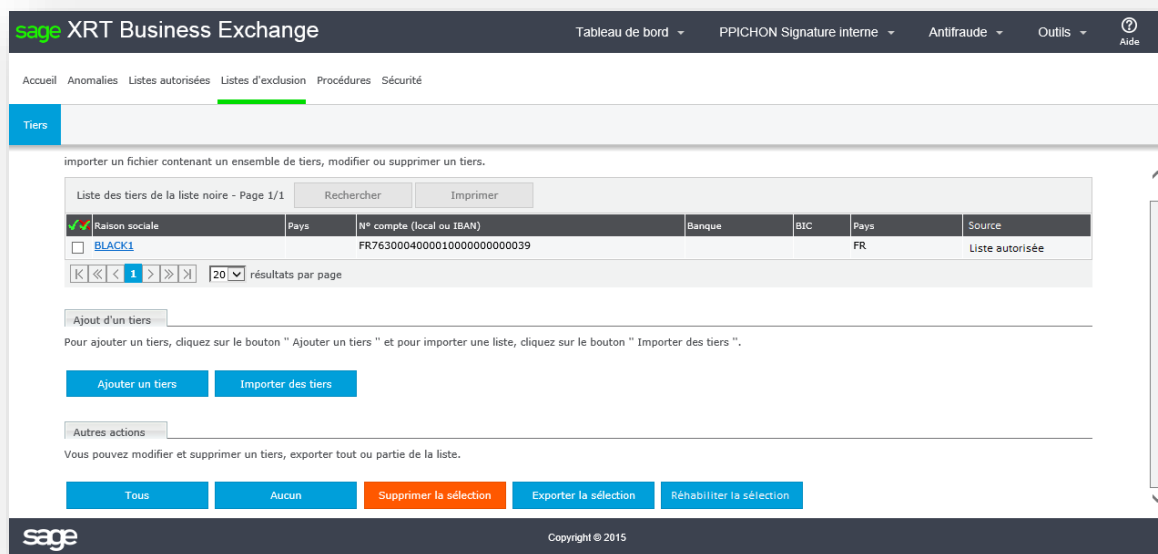 sage XRT Business Exchange Tableau de bord PPICHON Signature interne Antifraude Outils Aide
Accueil Anomalies Listes autorisées Listes d'exclusion Procédures Sécurité
Tiers
importer un fichier contenant un ensemble de tiers, modifier ou supprimer un tiers.
Liste des tiers de la liste noire - Page 1/1 Rechercher Imprimer
Raison sociale Pays N° compte (local ou IBAN) Banque BIC Pays Source
BLACK1 FR7630004000010000000000039 FR Liste autorisée
1 20 résultats par page
Ajout d'un tiers
Pour ajouter un tiers, cliquez sur le bouton " Ajouter un tiers " et pour importer une liste, cliquez sur le bouton " Importer des tiers ".
Ajouter un tiers Importer des tiers
Autres actions
Vous pouvez modifier et supprimer un tiers, exporter tout ou partie de la liste.
Tous Aucun Supprimer la sélection Exporter la sélection Réhabiliter la sélection
sage Copyright © 2015